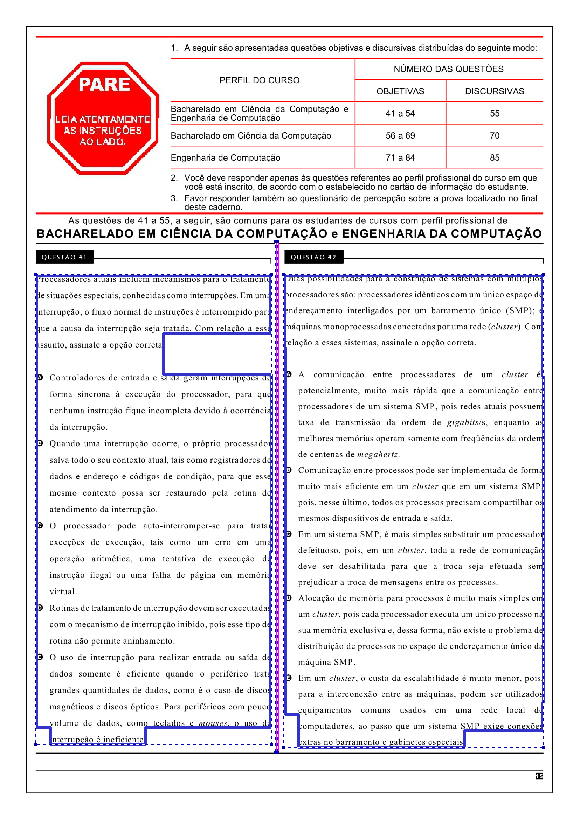 1. A seguir são apresentadas questões objetivas e discursivas distribuídas do seguinte modo:
PARE
LEIA ATENTAMENTE
AS INSTRUÇÕES
AO LADO.
PERFIL DO CURSO
NÚMERO DAS QUESTÕES
OBJETIVAS
DISCURSIVAS
Bacharelado em Ciência da Computação e
Engenharia de Computação
41 a 54
55
Bacharelado em Ciência da Computação
56 a 69
70
Engenharia de Computação
71 a 84
85
2. Você deve responder apenas às questões referentes ao perfil profissional do curso em que
você está inscrito, de acordo com o estabelecido no cartão de informação do estudante.
3. Favor responder também ao questionário de percepção sobre a prova localizado no final
deste caderno.
As questões de 41 a 55, a seguir, são comuns para os estudantes de cursos com perfil profissional de
BACHARELADO EM CIÊNCIA DA COMPUTAÇÃO e ENGENHARIA DE COMPUTAÇÃO
QUESTÃO 41
Processadores atuais incluem mecanismos para o tratamento
de situações especiais, conhecidas como interrupções. Em uma
interrupção, o fluxo normal de instruções é interrompido para
que a causa da interrupção seja tratada. Com relação a esse
assunto, assinale a opção correta.
A Controladores de entrada e saída geram interrupções de
forma síncrona à execução do processador, para que
nenhuma instrução fique incompleta devido à ocorrência
da interrupção.
B Quando uma interrupção ocorre, o próprio processador
salva todo o seu contexto atual, tais como registradores de
dados e endereço e códigos de condição, para que esse
mesmo contexto possa ser restaurado pela rotina de
atendimento da interrupção.
C O processador pode auto-interromper-se para tratar
exceções de execução, tais como um erro em uma
operação aritmética, uma tentativa de execução de
instrução ilegal ou uma falha de página em memória
virtual.
D Rotinas de tratamento de interrupção devem ser executadas
com o mecanismo de interrupção inibido, pois esse tipo de
rotina não permite aninhamento.
E O uso de interrupção para realizar entrada ou saída de
dados somente é eficiente quando o periférico trata
grandes quantidades de dados, como é o caso de discos
magnéticos e discos ópticos. Para periféricos com pouco
volume de dados, como teclados e mouses, o uso de
interrupção é ineficiente.
QUESTÃO 42
Duas possibilidades para a construção de sistemas com múltiplos
processadores são: processadores idênticos com um único espaço de
endereçamento interligados por um barramento único (SMP); e
máquinas monoprocessadas conectadas por uma rede (cluster). Com
relação a esses sistemas, assinale a opção correta.
A A comunicação entre processadores de um cluster é,
potencialmente, muito mais rápida que a comunicação entre
processadores de um sistema SMP, pois redes atuais possuem
taxa de transmissão da ordem de gigabits/s, enquanto as
melhores memórias operam somente com freqüências da ordem
de centenas de megahertz.
B Comunicação entre processos pode ser implementada de forma
muito mais eficiente em um cluster que em um sistema SMP,
pois, nesse último, todos os processos precisam compartilhar os
mesmos dispositivos de entrada e saída.
C Em um sistema SMP, é mais simples substituir um processador
defeituoso, pois, em um cluster, toda a rede de comunicação
deve ser desabilitada para que a troca seja efetuada sem
prejudicar a troca de mensagens entre os processos.
D Alocação de memória para processos é muito mais simples em
um cluster, pois cada processador executa um único processo na
sua memória exclusiva e, dessa forma, não existe o problema de
distribuição de processos no espaço de endereçamento único da
máquina SMP.
E Em um cluster, o custo da escalabilidade é muito menor, pois,
para a interconexão entre as máquinas, podem ser utilizados
equipamentos comuns usados em uma rede local de
computadores, ao passo que um sistema SMP exige conexões
extras no barramento e gabinetes especiais.